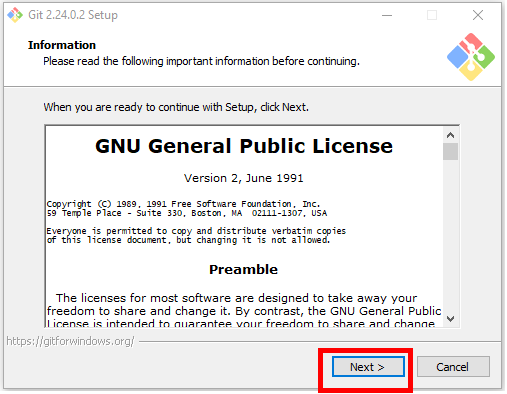 Git 2.24.0.2 Setup
Information
Please read the following important information before continuing.
When you are ready to continue with Setup, click Next.
GNU General Public License
Version 2, June 1991
Copyright (C) 1989, 1991 Free Software Foundation, Inc.
59 Temple Place - Suite 330, Boston, MA  02111-1307, USA
Everyone is permitted to copy and distribute verbatim copies
of this license document, but changing it is not allowed.
Preamble
The licenses for most software are designed to take away your
freedom to share and change it. By contrast, the GNU General Public
License is intended to guarantee your freedom to share and change
https://gitforwindows.org/
Next >
Cancel